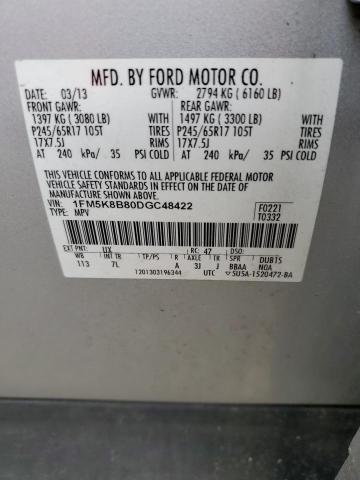 MFD. BY FORD MOTOR CO.
DATE: 03/13 GVWR: 2794 KG (6160 LB)
FRONT GAWR: REAR GAWR:
1397 KG (3080 LB) 1497 KG (3300 LB)
P245/65R17 105T TIRES P245/65R17 105T TIRES
17X7.5J RIMS 17X7.5J RIMS
AT 240 kPa/ 35 PSI COLD AT 240 kPa/ 35 PSI COLD
THIS VEHICLE CONFORMS TO ALL APPLICABLE FEDERAL MOTOR
VEHICLE SAFETY AND THEFT PREVENTION STANDARDS IN EFFECT ON
THE DATE OF MANUFACTURE SHOWN ABOVE.
VIN: 1FM5K8B80DGC48422 F0221
TYPE: MPV T0332
EXT PNT: UX RC: 47 DSO:
WB INT TR TP/PS R AXLE TR SPR DUB15
113 7L A 3J J BBAA NGA
1201303196344 UTC 5U5A-1520472-BA